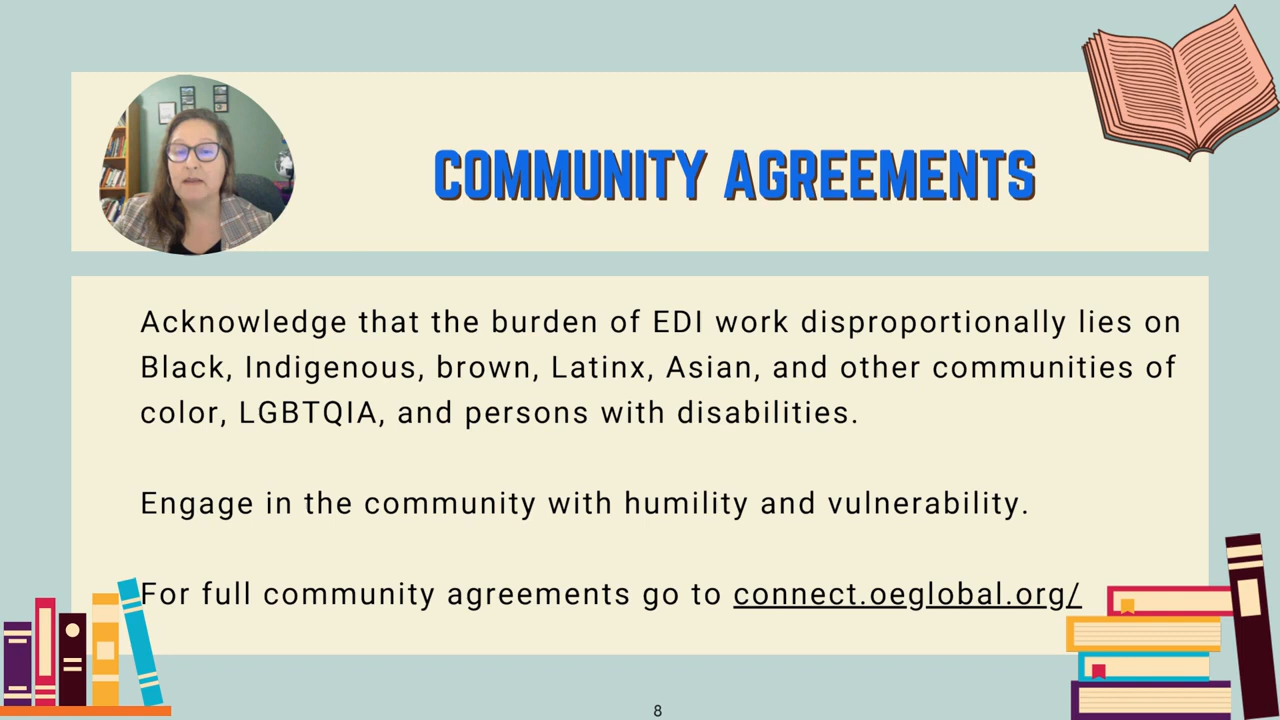 COMMUNITY AGREEMENTS
Acknowledge that the burden of EDI work disproportionally lies on
Black, Indigenous, brown, Latinx, Asian, and other communities of
color, LGBTQIA, and persons with disabilities.
Engage in the community with humility and vulnerability.
For full community agreements go to connect.oeglobal.org/
8